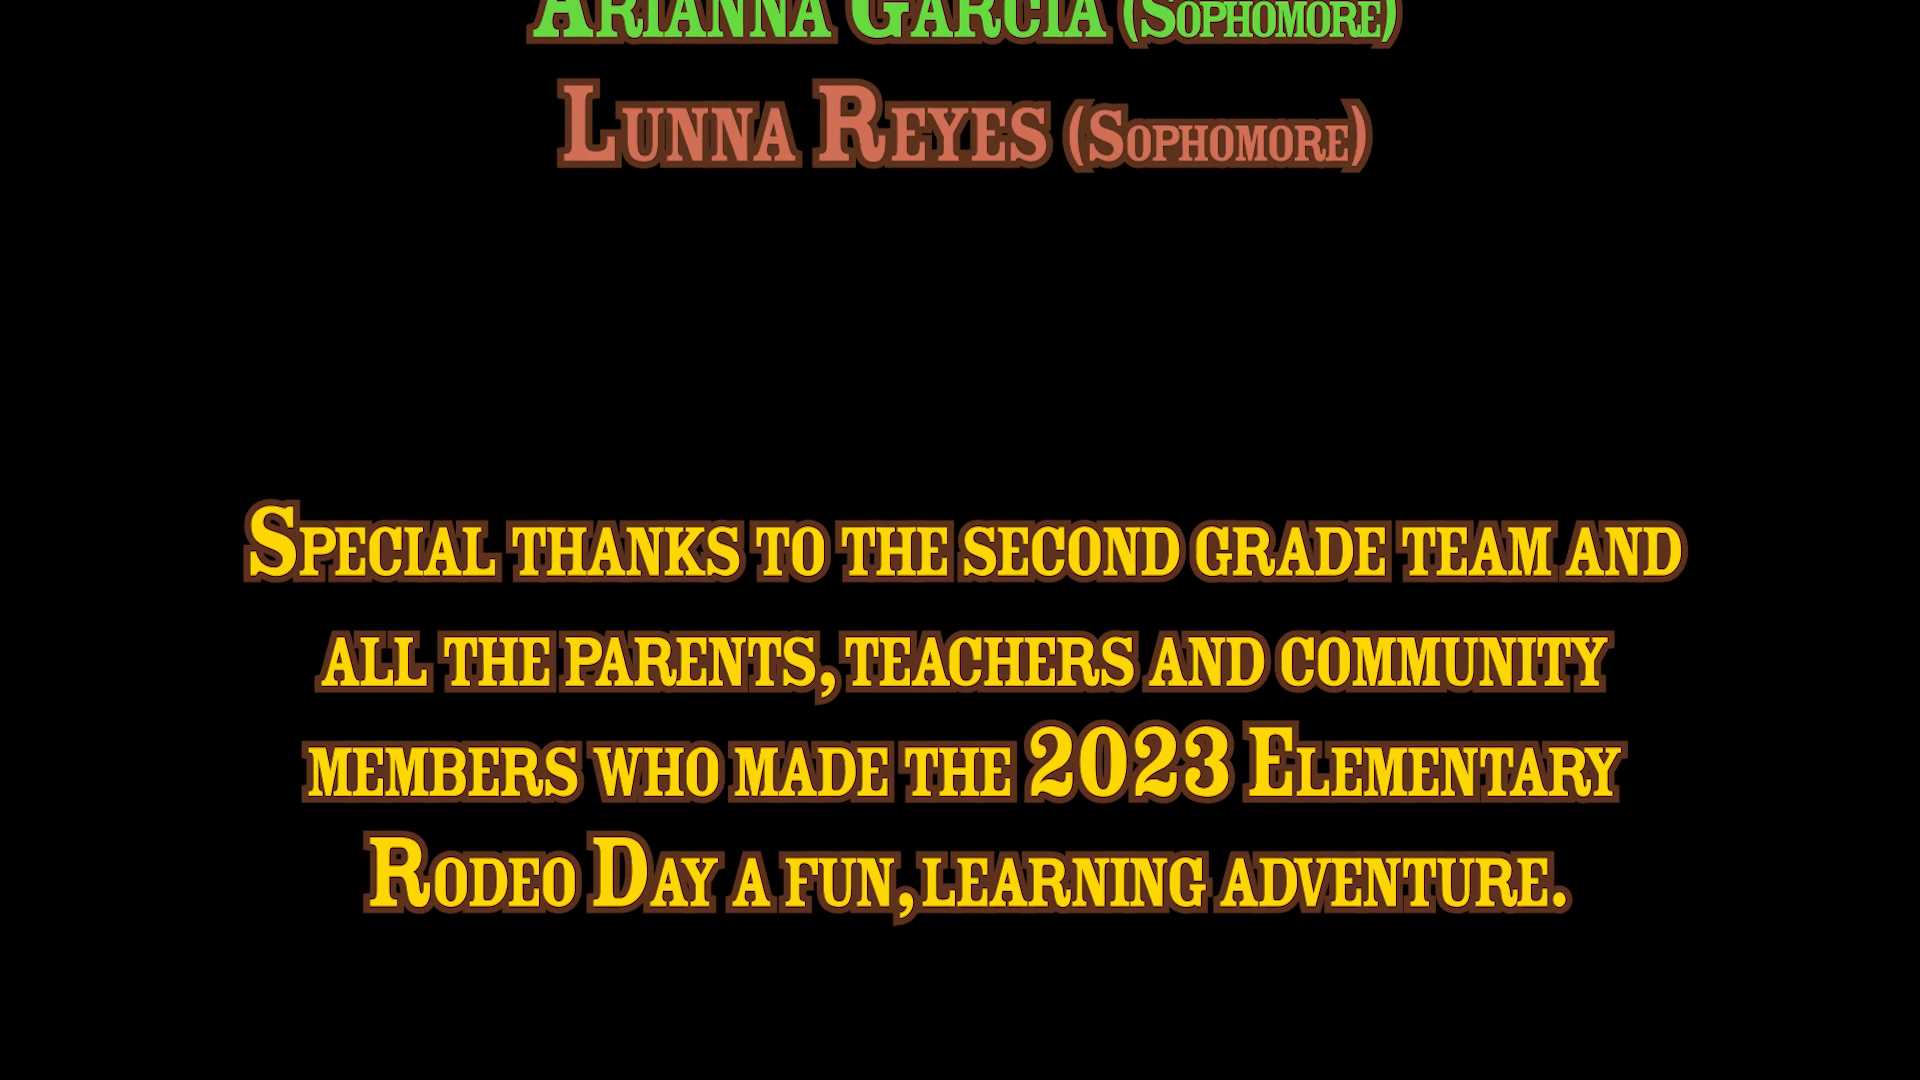 Arianna Garcia (Sophomore)
Lunna Reyes (Sophomore)
Special thanks to the second grade team and
all the parents, teachers and community
members who made the 2023 Elementary
Rodeo Day a fun, learning adventure.